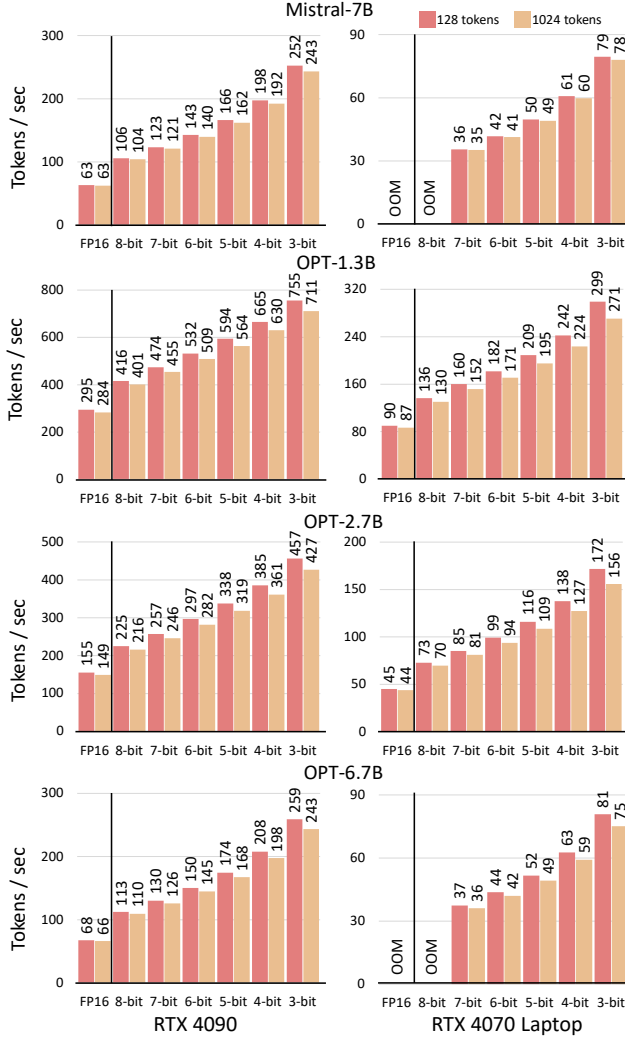 Mistral-7B
128 tokens 1024 tokens
Tokens / sec
300
200
100
0
63 63 106 104 123 121 143 140 166 162 198 192 252 243
FP16 8-bit 7-bit 6-bit 5-bit 4-bit 3-bit
90
60
30
0
OOM OOM 36 35 42 41 50 49 61 60 79 78
FP16 8-bit 7-bit 6-bit 5-bit 4-bit 3-bit
OPT-1.3B
Tokens / sec
800
600
400
200
0
295 284 416 401 474 455 532 509 594 564 665 630 755 711
FP16 8-bit 7-bit 6-bit 5-bit 4-bit 3-bit
320
240
160
80
0
90 87 136 130 160 152 182 171 209 195 242 224 299 271
FP16 8-bit 7-bit 6-bit 5-bit 4-bit 3-bit
OPT-2.7B
Tokens / sec
500
400
300
200
100
0
155 149 225 216 257 246 297 282 338 319 385 361 457 427
FP16 8-bit 7-bit 6-bit 5-bit 4-bit 3-bit
200
150
100
50
0
45 44 73 70 85 81 99 94 116 109 138 127 172 156
FP16 8-bit 7-bit 6-bit 5-bit 4-bit 3-bit
OPT-6.7B
Tokens / sec
300
200
100
0
68 66 113 110 130 126 150 145 174 168 208 198 259 243
FP16 8-bit 7-bit 6-bit 5-bit 4-bit 3-bit
90
60
30
0
OOM OOM 37 36 44 42 52 49 63 59 81 75
FP16 8-bit 7-bit 6-bit 5-bit 4-bit 3-bit
RTX 4090
RTX 4070 Laptop